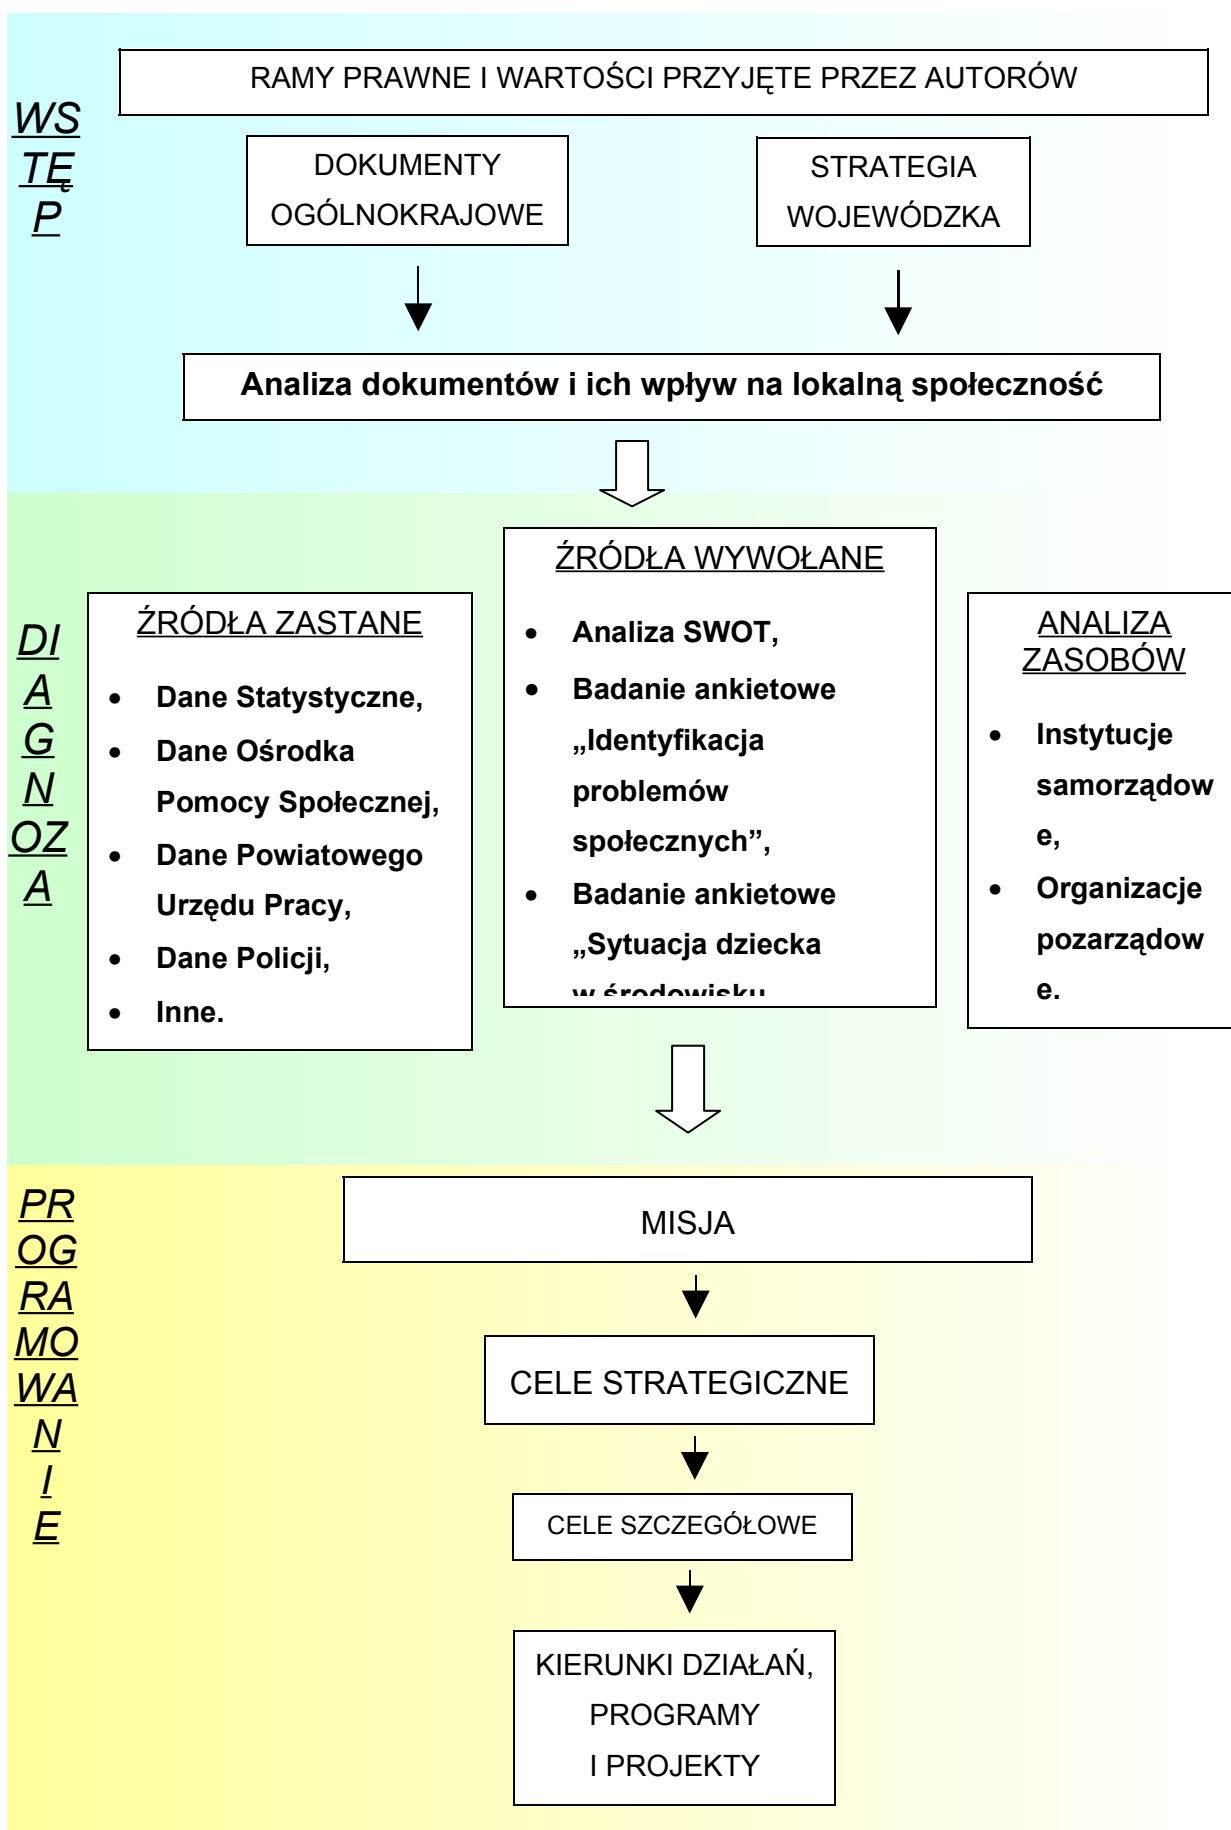 WS
TĘ
P
RAMY PRAWNE I WARTOŚCI PRZYJĘTE PRZEZ AUTORÓW
DOKUMENTY
OGÓLNOKRAJOWE
STRATEGIA
WOJEWÓDZKA
Analiza dokumentów i ich wpływ na lokalną społeczność
DI
A
G
N
OZ
A
ŹRÓDŁA ZASTANE
• Dane Statystyczne,
• Dane Ośrodka
Pomocy Społecznej,
• Dane Powiatowego
Urzędu Pracy,
• Dane Policji,
• Inne.
ŹRÓDŁA WYWOŁANE
• Analiza SWOT,
• Badanie ankietowe
„Identyfikacja
problemów
społecznych”,
• Badanie ankietowe
„Sytuacja dziecka
w środowisku
ANALIZA
ZASOBÓW
• Instytucje
samorządow
e,
• Organizacje
pozarządow
e.
PR
OG
RA
MO
WA
N
I
E
MISJA
CELE STRATEGICZNE
CELE SZCZEGÓŁOWE
KIERUNKI DZIAŁAŃ,
PROGRAMY
I PROJEKTY